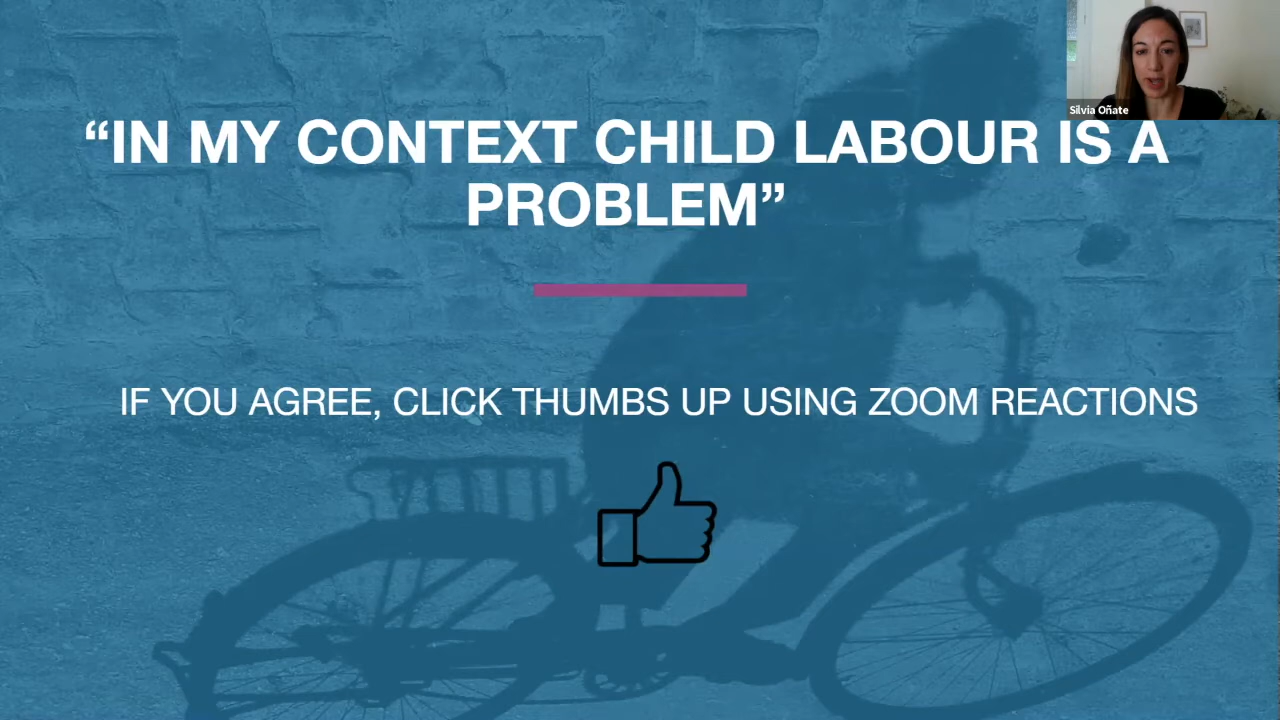 Silvia Oñate
“IN MY CONTEXT CHILD LABOUR IS A
PROBLEM”
IF YOU AGREE, CLICK THUMBS UP USING ZOOM REACTIONS